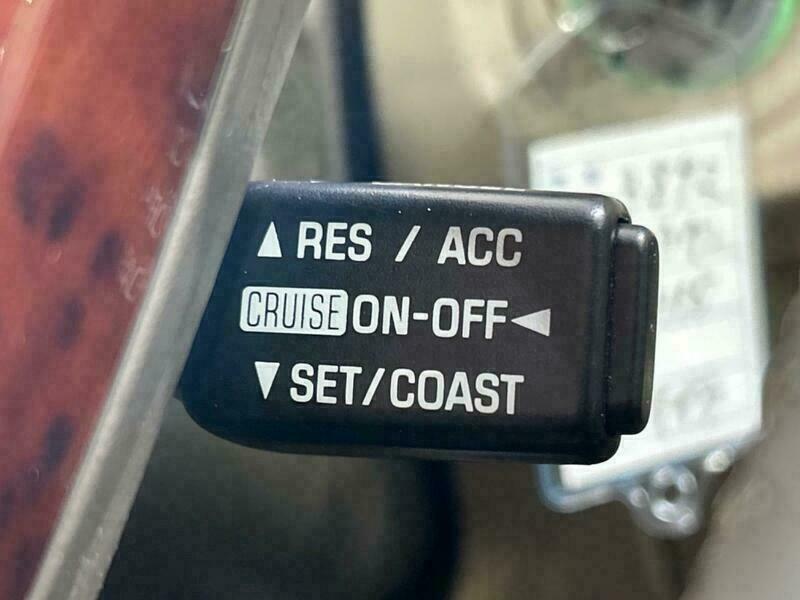 ▲ RES / ACC
CRUISE ON-OFF ◀
▼ SET/COAST